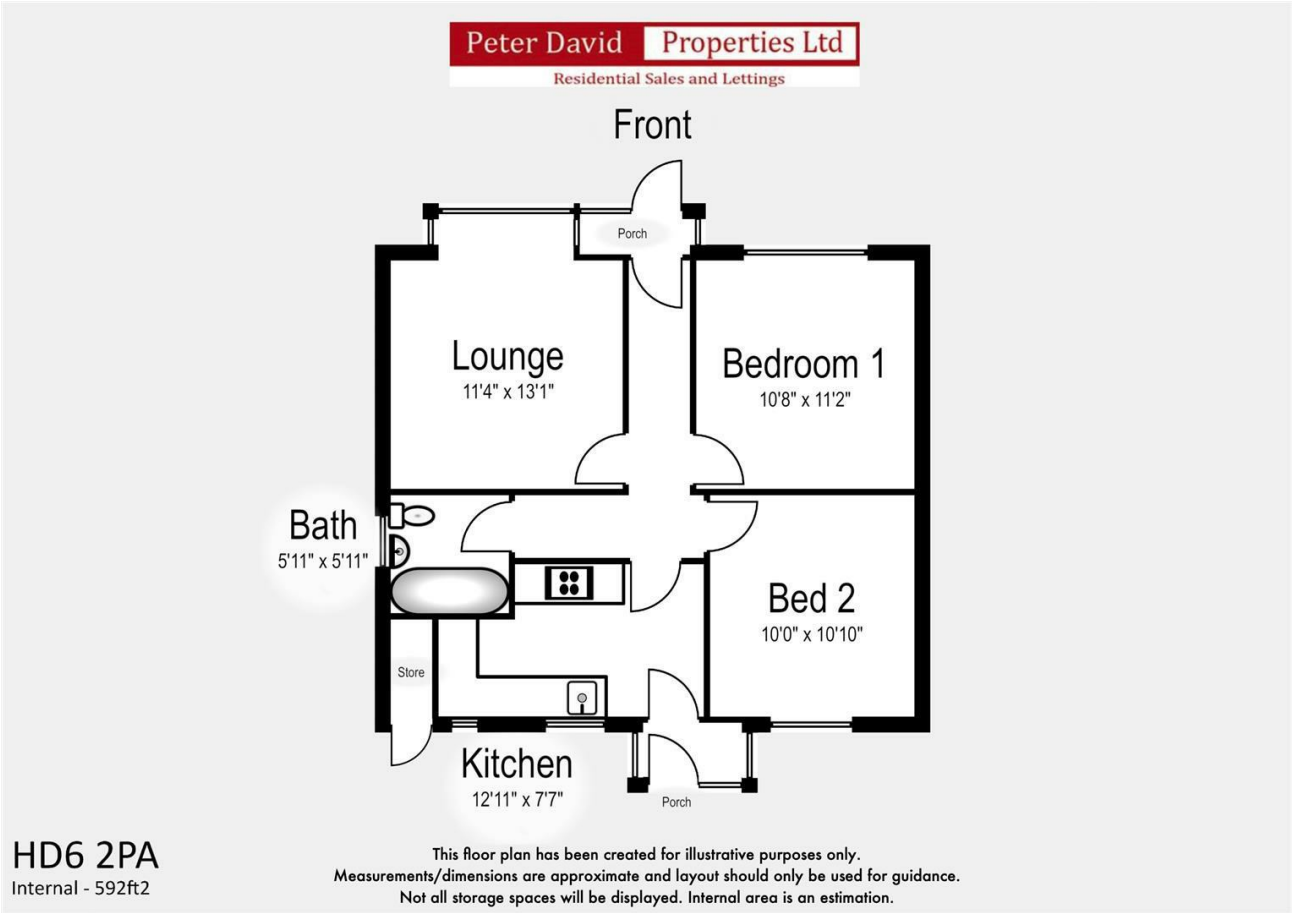 Peter David Properties Ltd
Residential Sales and Lettings
Front
Porch
Lounge
11'4" x 13'1"
Bedroom 1
10'8" x 11'2"
Bath
5'11" x 5'11"
Bed 2
10'0" x 10'10"
Store
Kitchen
12'11" x 7'7"
Porch
HD6 2PA
Internal - 592ft2
This floor plan has been created for illustrative purposes only.
Measurements/dimensions are approximate and layout should only be used for guidance.
Not all storage spaces will be displayed. Internal area is an estimation.